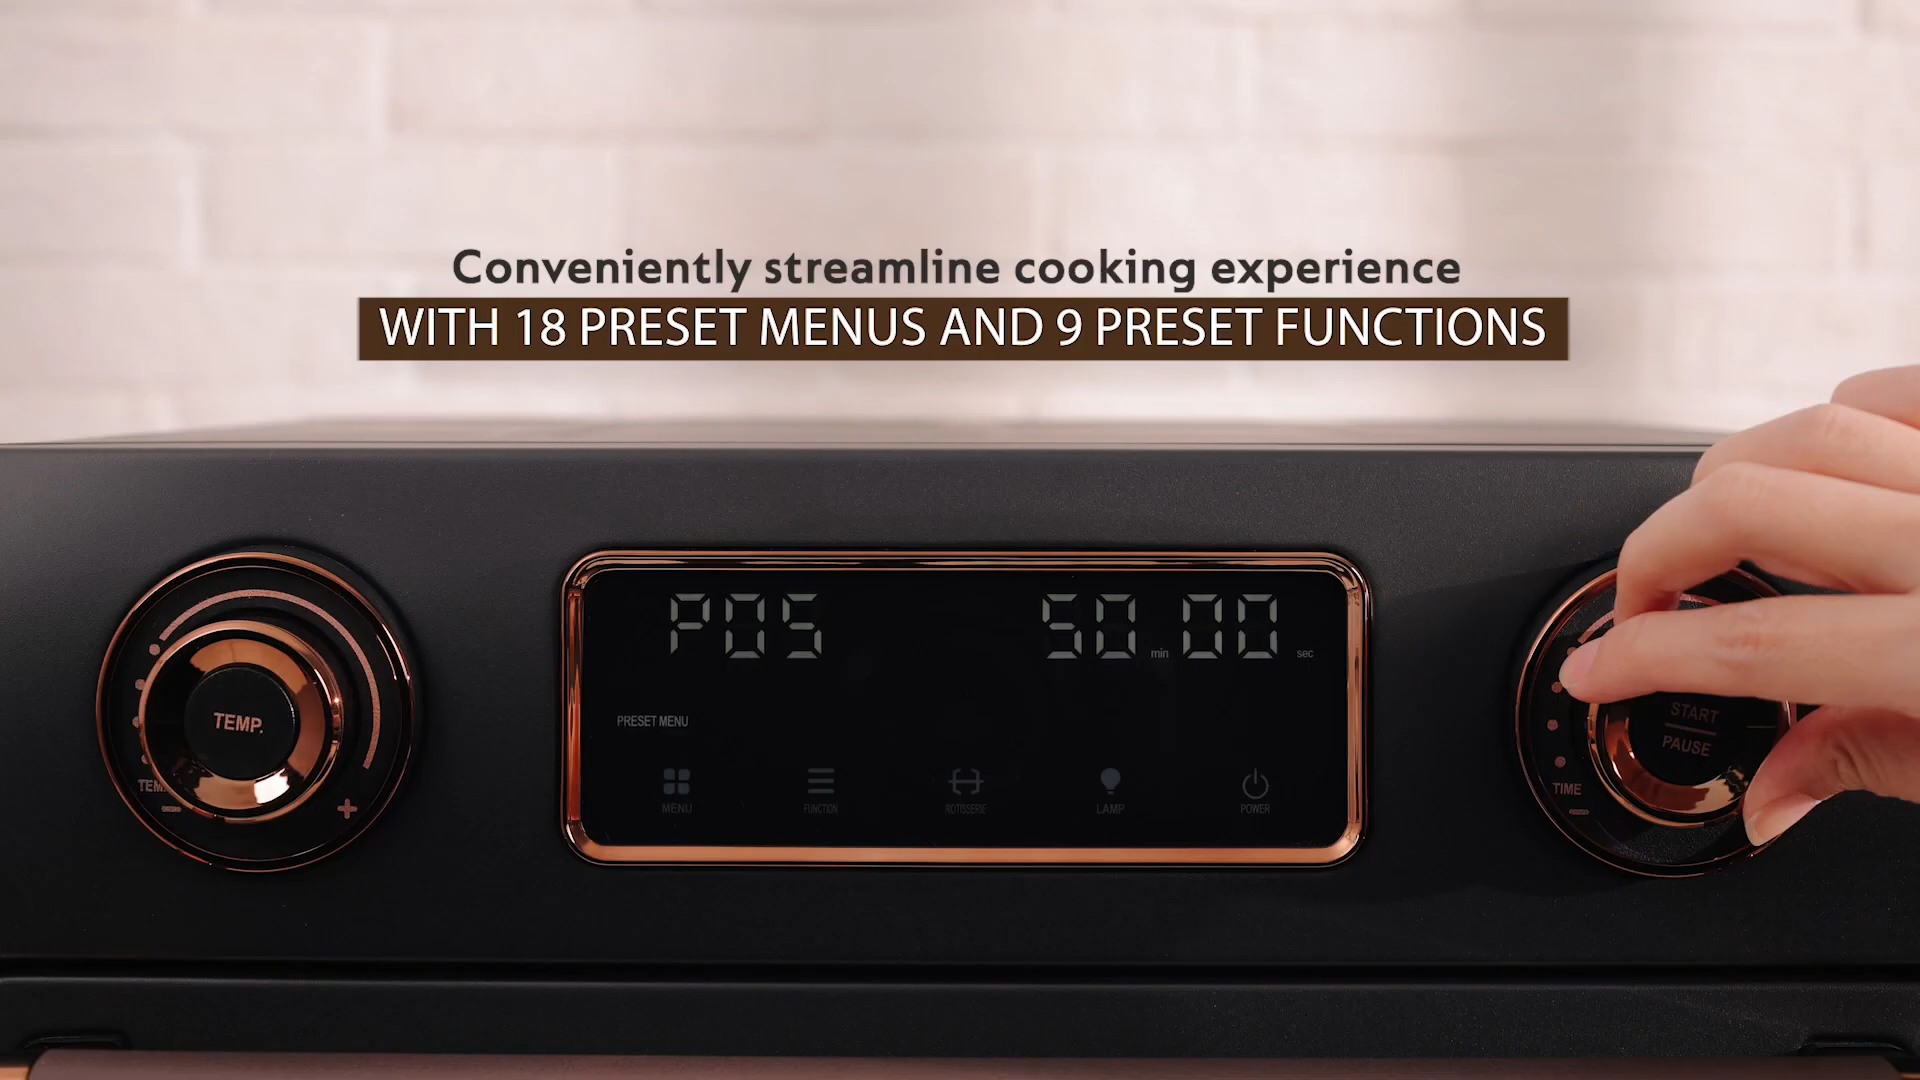 Conveniently streamline cooking experience
WITH 18 PRESET MENUS AND 9 PRESET FUNCTIONS
P05 50 min 00 sec
PRESET MENU
TEMP.
START
PAUSE
MENU FUNCTION ROTISSERIE LAMP POWER
TIME
- +
-